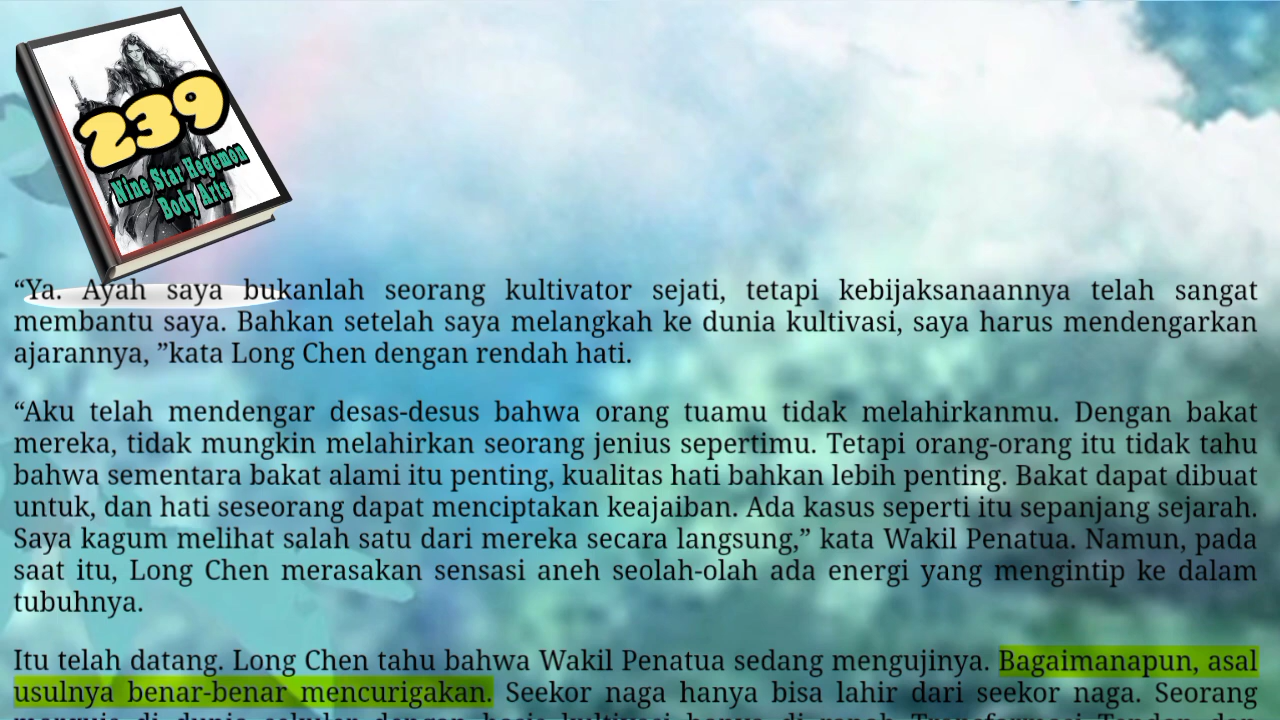 239
Nine Star Hegemon
Body Arts
“Ya. Ayah saya bukanlah seorang kultivator sejati, tetapi kebijaksanaannya telah sangat
membantu saya. Bahkan setelah saya melangkah ke dunia kultivasi, saya harus mendengarkan
ajarannya, ”kata Long Chen dengan rendah hati.
“Aku telah mendengar desas-desus bahwa orang tuamu tidak melahirkanmu. Dengan bakat
mereka, tidak mungkin melahirkan seorang jenius sepertimu. Tetapi orang-orang itu tidak tahu
bahwa sementara bakat alami itu penting, kualitas hati bahkan lebih penting. Bakat dapat dibuat
untuk, dan hati seseorang dapat menciptakan keajaiban. Ada kasus seperti itu sepanjang sejarah.
Saya kagum melihat salah satu dari mereka secara langsung,” kata Wakil Penatua. Namun, pada
saat itu, Long Chen merasakan sensasi aneh seolah-olah ada energi yang mengintip ke dalam
tubuhnya.
Itu telah datang. Long Chen tahu bahwa Wakil Penatua sedang mengujinya. Bagaimanapun, asal
usulnya benar-benar mencurigakan. Seekor naga hanya bisa lahir dari seekor naga. Seorang